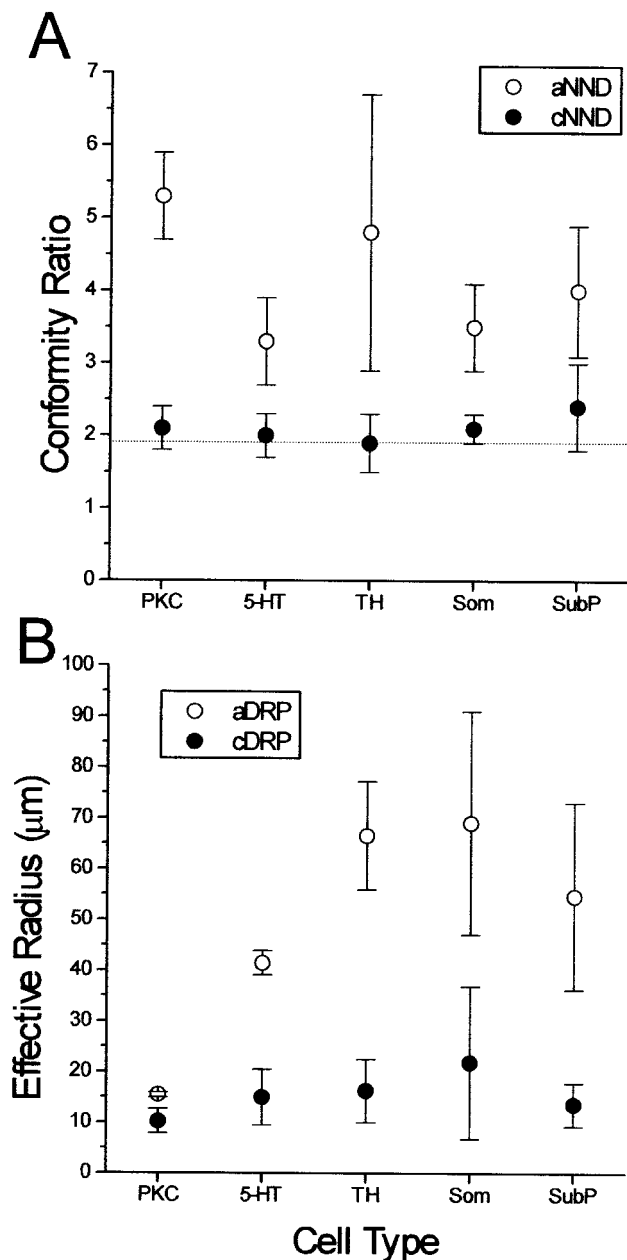 A
7
6
5
4
3
2
1
0
Conformity Ratio
aNND
cNND
PKC 5-HT TH Som SubP
B
100
90
80
70
60
50
40
30
20
10
0
Effective Radius (μm)
aDRP
cDRP
PKC 5-HT TH Som SubP
Cell Type